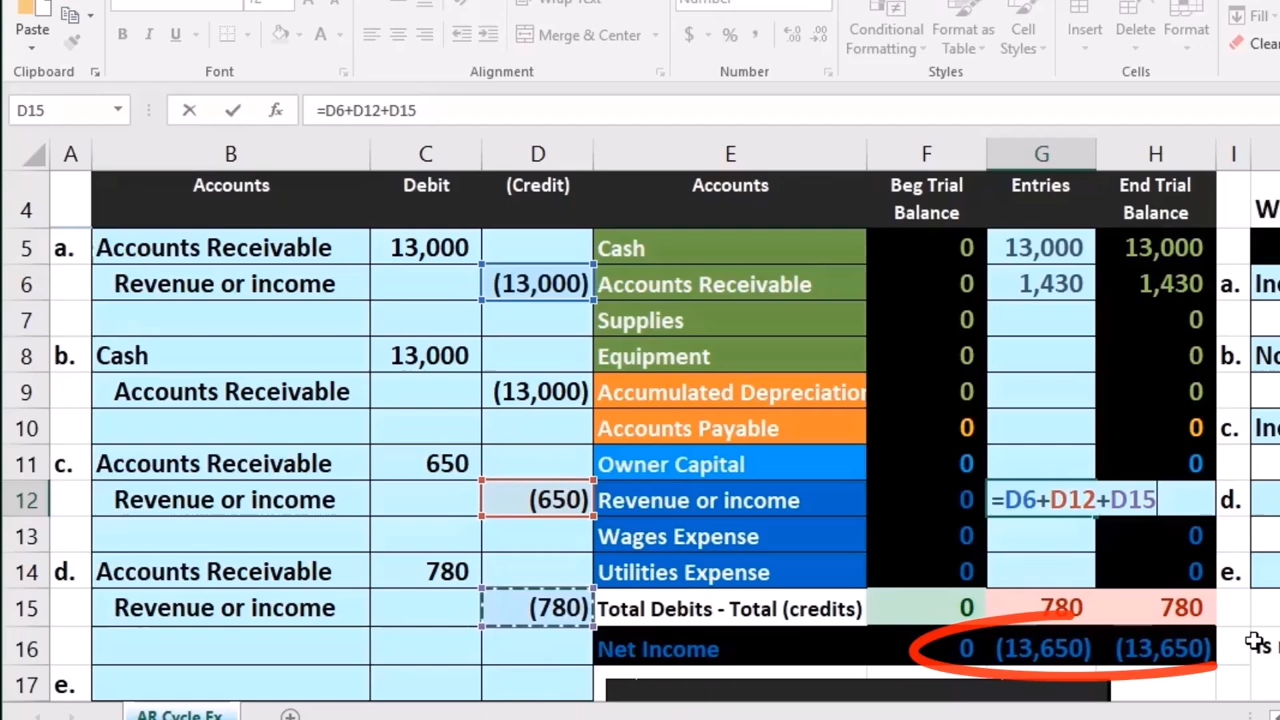 12
Wrap Text
Number
Paste
B I U
A
Merge & Center
$ % ,
Conditional Formatting
Format as Table
Cell Styles
Insert Delete Format
Fill
Clear
Clipboard Font Alignment Number Styles Cells
D15 fx =D6+D12+D15
A B C D E F G H I
4 Accounts Debit (Credit) Accounts Beg Trial Balance Entries End Trial Balance W
5 a. Accounts Receivable 13,000 Cash 0 13,000 13,000
6 Revenue or income (13,000) Accounts Receivable 0 1,430 1,430 a. Inc
7 Supplies 0 0
8 b. Cash 13,000 Equipment 0 0 b. No
9 Accounts Receivable (13,000) Accumulated Depreciation 0 0
10 Accounts Payable 0 0 c. Inc
11 c. Accounts Receivable 650 Owner Capital 0 0
12 Revenue or income (650) Revenue or income 0 =D6+D12+D15 d.
13 Wages Expense 0 0
14 d. Accounts Receivable 780 Utilities Expense 0 0 e.
15 Revenue or income (780) Total Debits - Total (credits) 0 780 780
16 Net Income 0 (13,650) (13,650)
17 e.
AR Cycle Ex